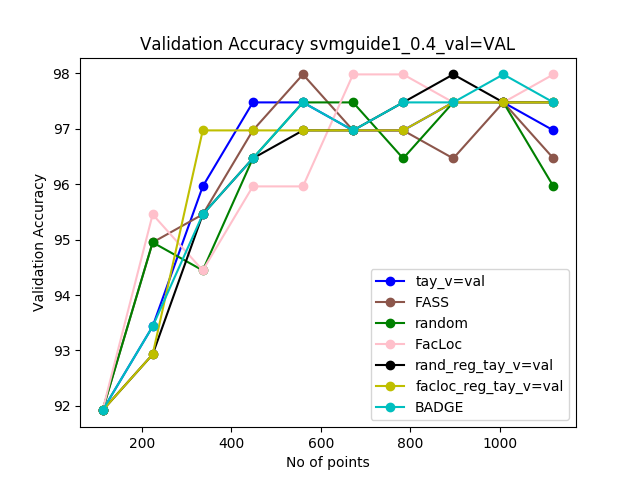 Validation Accuracy svmguide1_0.4_val=VAL
98
97
96
95
94
93
92
Validation Accuracy
tay_v=val
FASS
random
FacLoc
rand_reg_tay_v=val
facloc_reg_tay_v=val
BADGE
200 400 600 800 1000
No of points